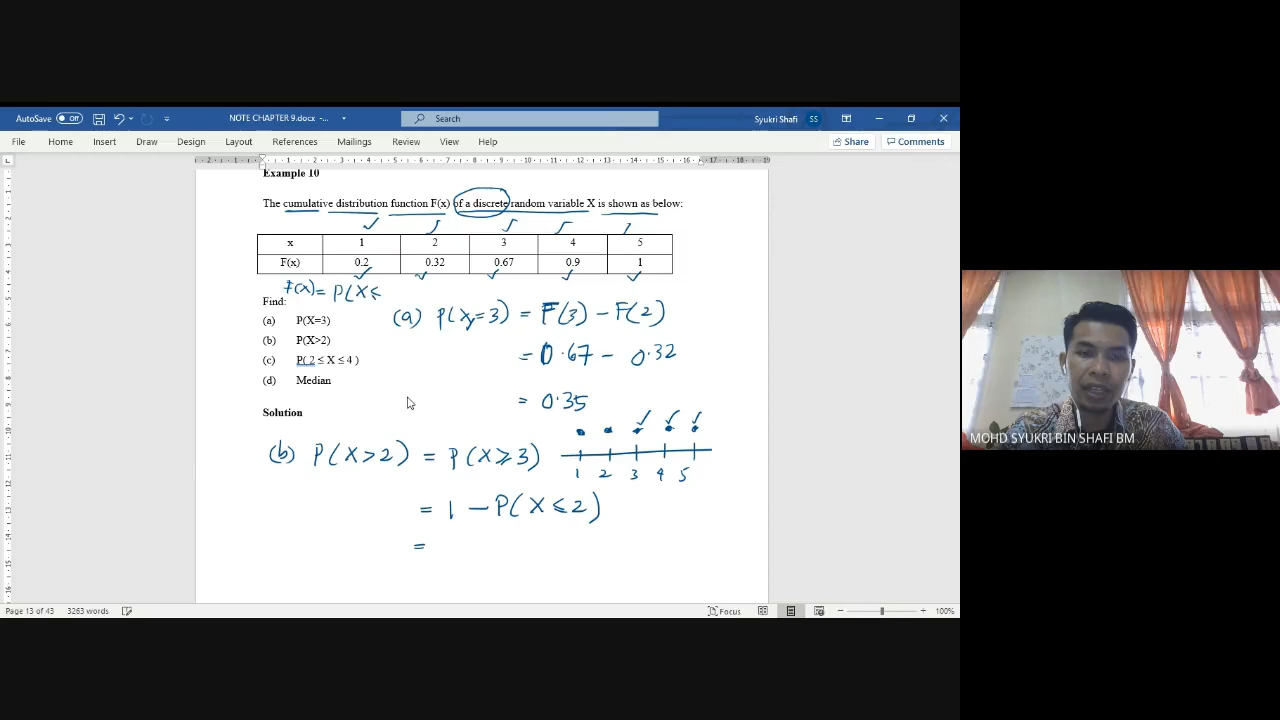 AutoSave Off NOTE CHAPTER 9.docx -... Search Syukri Shafi SS
File Home Insert Draw Design Layout References Mailings Review View Help Share Comments
Example 10
The cumulative distribution function F(x) of a discrete random variable X is shown as below:
x 1 2 3 4 5
F(x) 0.2 0.32 0.67 0.9 1
F(x) = P(X ≤
Find:
(a) P(X=3)
(b) P(X>2)
(c) P( 2 ≤ X ≤ 4 )
(d) Median
(a) P(X=3) = F(3) - F(2)
= 0.67 - 0.32
= 0.35
Solution
(b) P(X>2) = P(X≥3)
1 2 3 4 5
= 1 - P(X ≤ 2)
=
Page 13 of 43 3263 words Focus 100%
MOHD SYUKRI BIN SHAFI BM